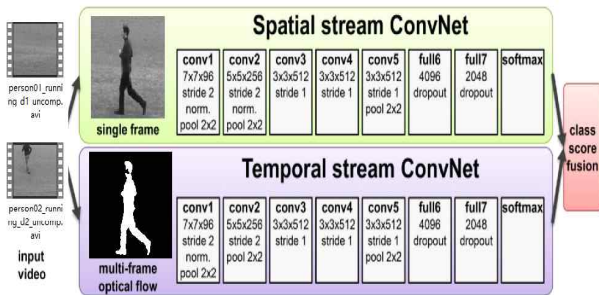 person01_runni
ng_d1_uncomp.
avi
person02_runni
ng_d2_uncomp.
avi
input
video
Spatial stream ConvNet
single frame
conv1
7x7x96
stride 2
norm.
pool 2x2
conv2
5x5x256
stride 2
norm.
pool 2x2
conv3
3x3x512
stride 1
conv4
3x3x512
stride 1
conv5
3x3x512
stride 1
pool 2x2
full6
4096
dropout
full7
2048
dropout
softmax
Temporal stream ConvNet
multi-frame
optical flow
conv1
7x7x96
stride 2
norm.
pool 2x2
conv2
5x5x256
stride 2
pool 2x2
conv3
3x3x512
stride 1
conv4
3x3x512
stride 1
conv5
3x3x512
stride 1
pool 2x2
full6
4096
dropout
full7
2048
dropout
softmax
class
score
fusion